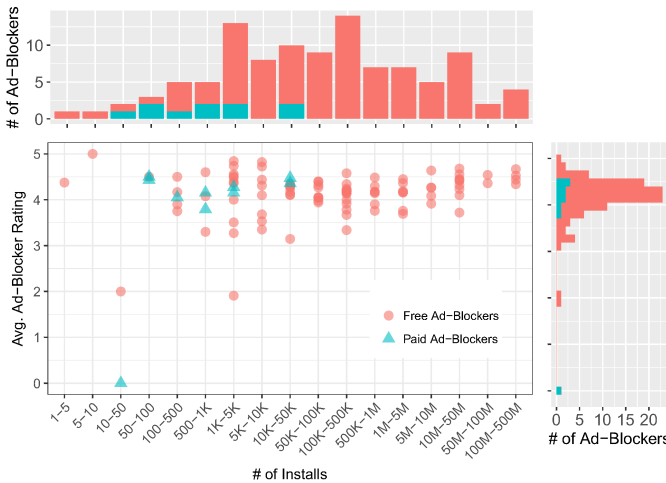 # of Ad-Blockers
10
5
0
5
4
3
2
1
0
Avg. Ad-Blocker Rating
Free Ad-Blockers
Paid Ad-Blockers
1-5
5-10
10-50
50-100
100-500
500-1K
1K-5K
5K-10K
10K-50K
50K-100K
100K-500K
500K-1M
1M-5M
5M-10M
10M-50M
50M-100M
100M-500M
# of Installs
0 5 10 15 20
# of Ad-Blockers